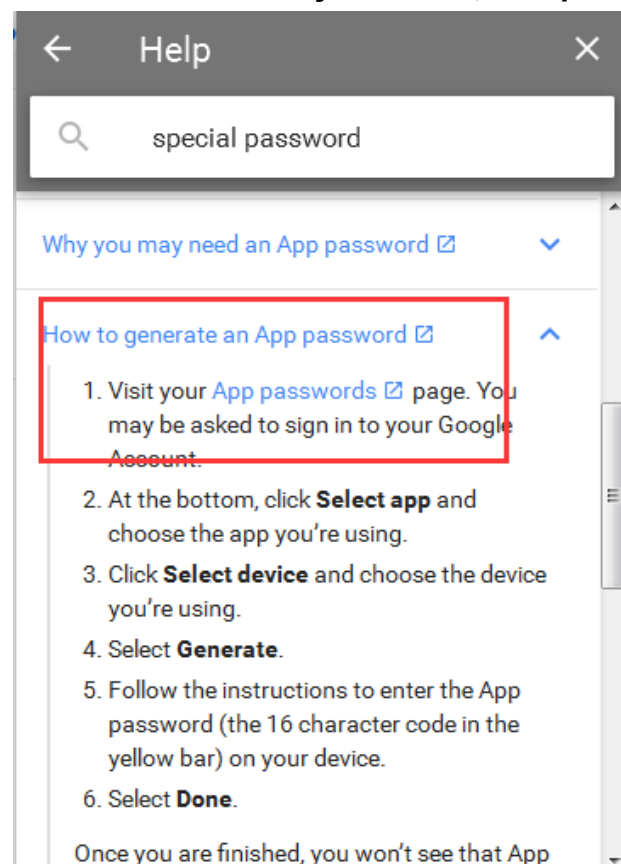 Help
special password
Why you may need an App password
How to generate an App password
1. Visit your App passwords page. You
may be asked to sign in to your Google
Account.
2. At the bottom, click Select app and
choose the app you’re using.
3. Click Select device and choose the device
you’re using.
4. Select Generate.
5. Follow the instructions to enter the App
password (the 16 character code in the
yellow bar) on your device.
6. Select Done.
Once you are finished, you won’t see that App